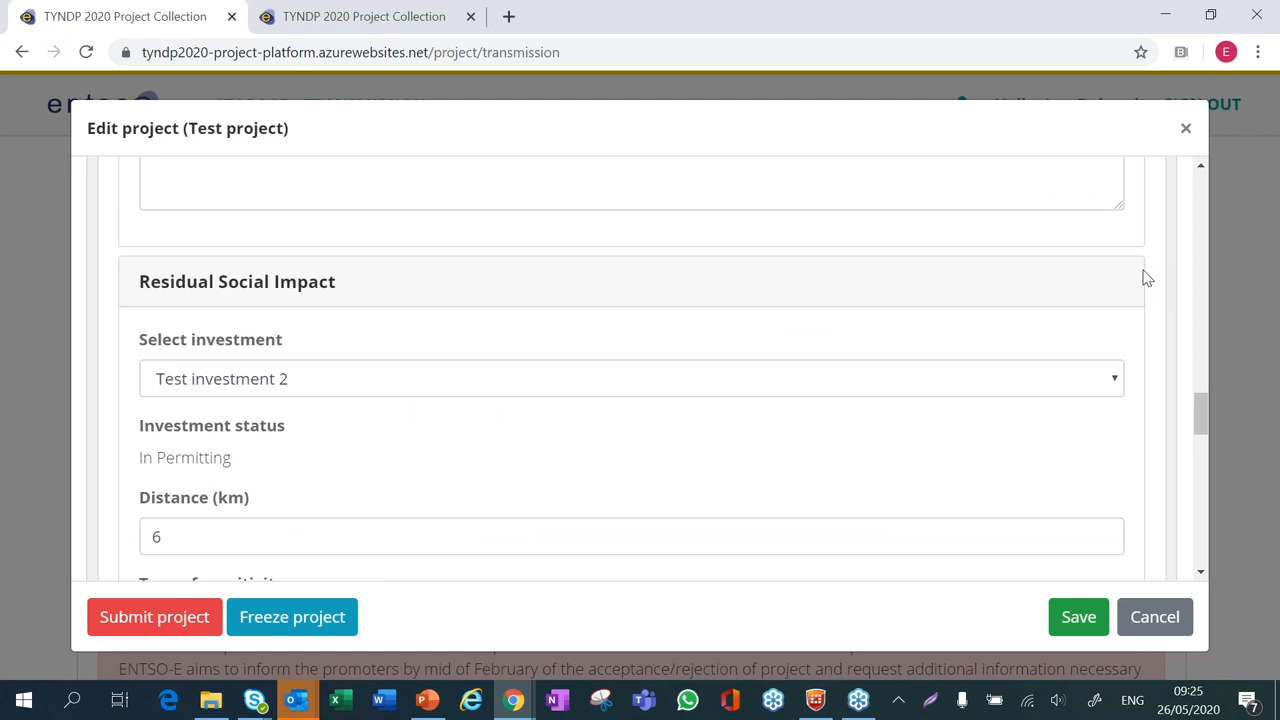 TYNDP 2020 Project Collection
TYNDP 2020 Project Collection
tyndp2020-project-platform.azurewebsites.net/project/transmission
E
Edit project (Test project)
Residual Social Impact
Select investment
Test investment 2
Investment status
In Permitting
Distance (km)
6
Submit project
Freeze project
Save
Cancel
ENTSO-E aims to inform the promoters by mid of February of the acceptance/rejection of project and request additional information necessary
ENG
09:25
26/05/2020
7